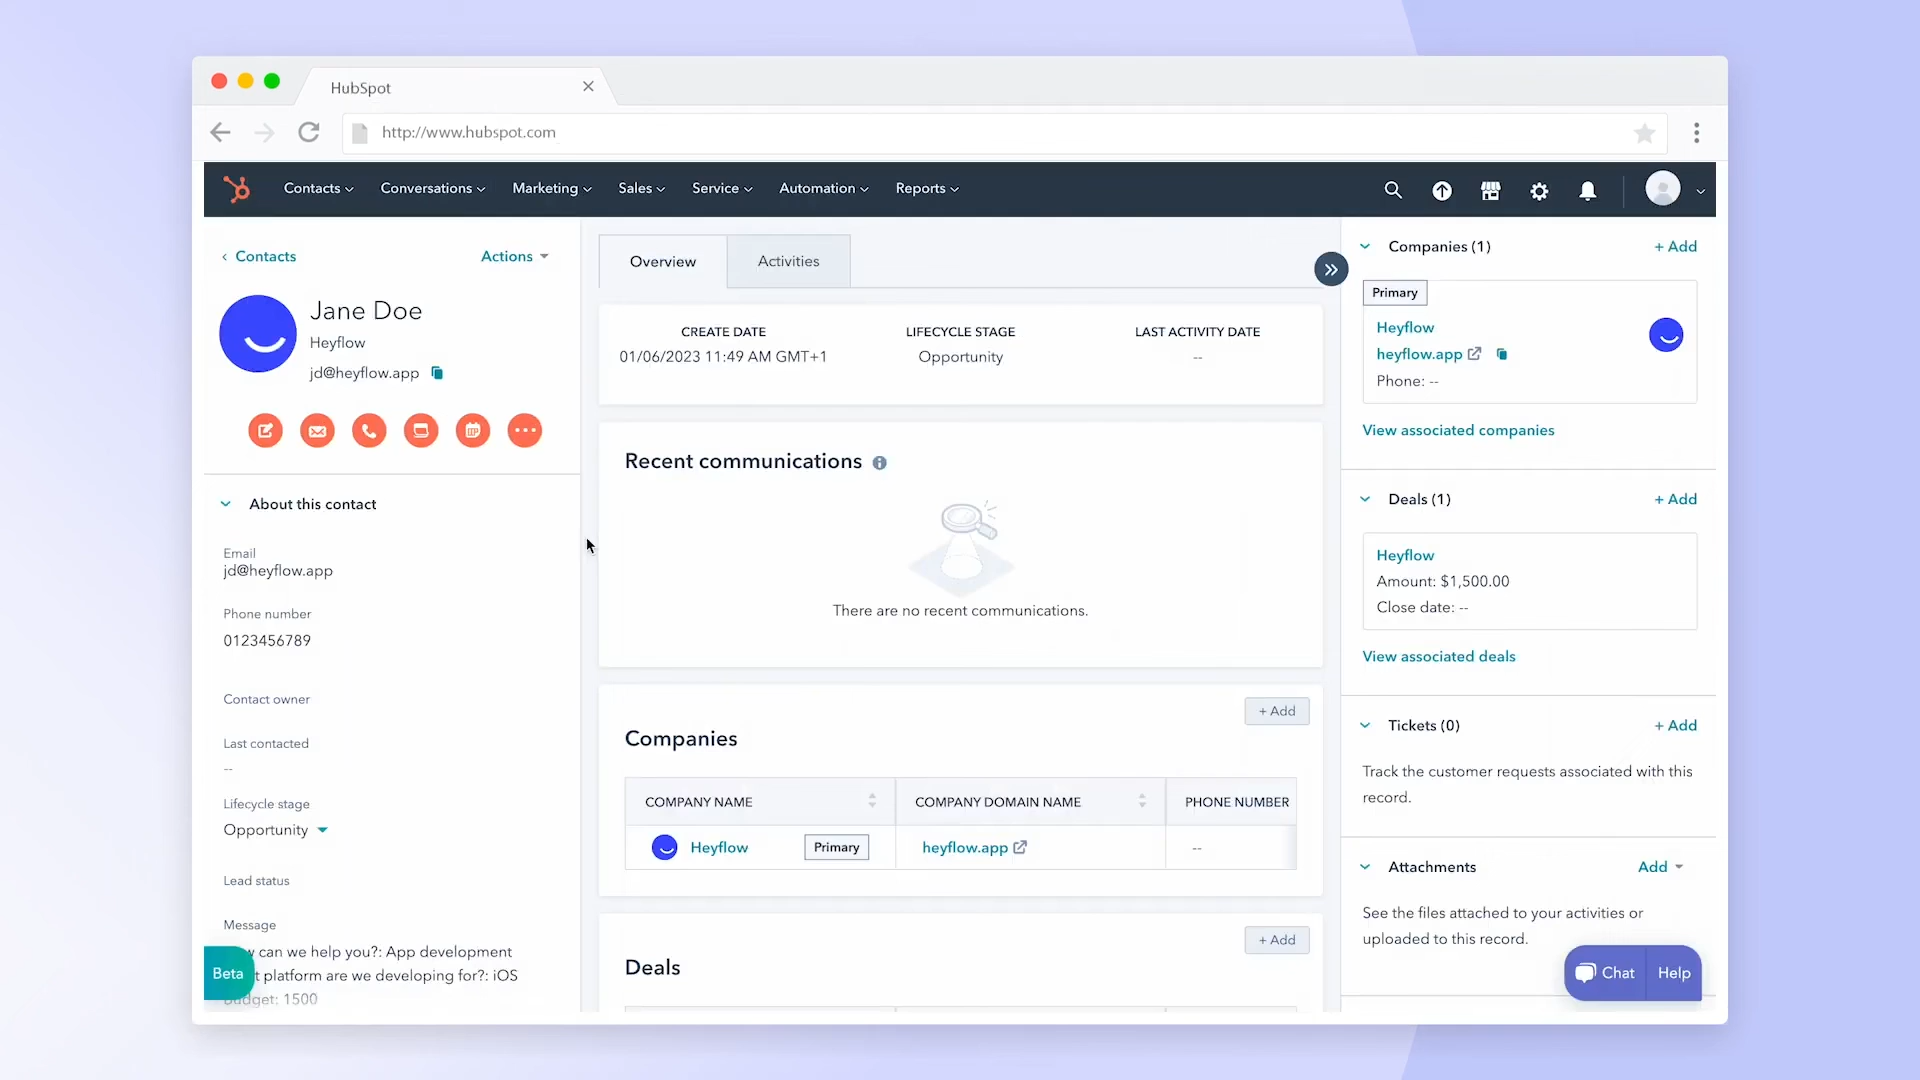 HubSpot
http://www.hubspot.com
Contacts
Conversations
Marketing
Sales
Service
Automation
Reports
Contacts
Actions
Jane Doe
Heyflow
jd@heyflow.app
About this contact
Email
jd@heyflow.app
Phone number
0123456789
Contact owner
Last contacted
--
Lifecycle stage
Opportunity
Lead status
Message
can we help you?: App development
platform are we developing for?: iOS
Budget: 1500
Beta
Overview
Activities
CREATE DATE
01/06/2023 11:49 AM GMT+1
LIFECYCLE STAGE
Opportunity
LAST ACTIVITY DATE
--
Recent communications
There are no recent communications.
+ Add
Companies
COMPANY NAME
COMPANY DOMAIN NAME
PHONE NUMBER
Heyflow
Primary
heyflow.app
--
+ Add
Deals
Companies (1)
+ Add
Primary
Heyflow
heyflow.app
Phone: --
View associated companies
Deals (1)
+ Add
Heyflow
Amount: $1,500.00
Close date: --
View associated deals
Tickets (0)
+ Add
Track the customer requests associated with this
record.
Attachments
Add
See the files attached to your activities or
uploaded to this record.
Chat
Help